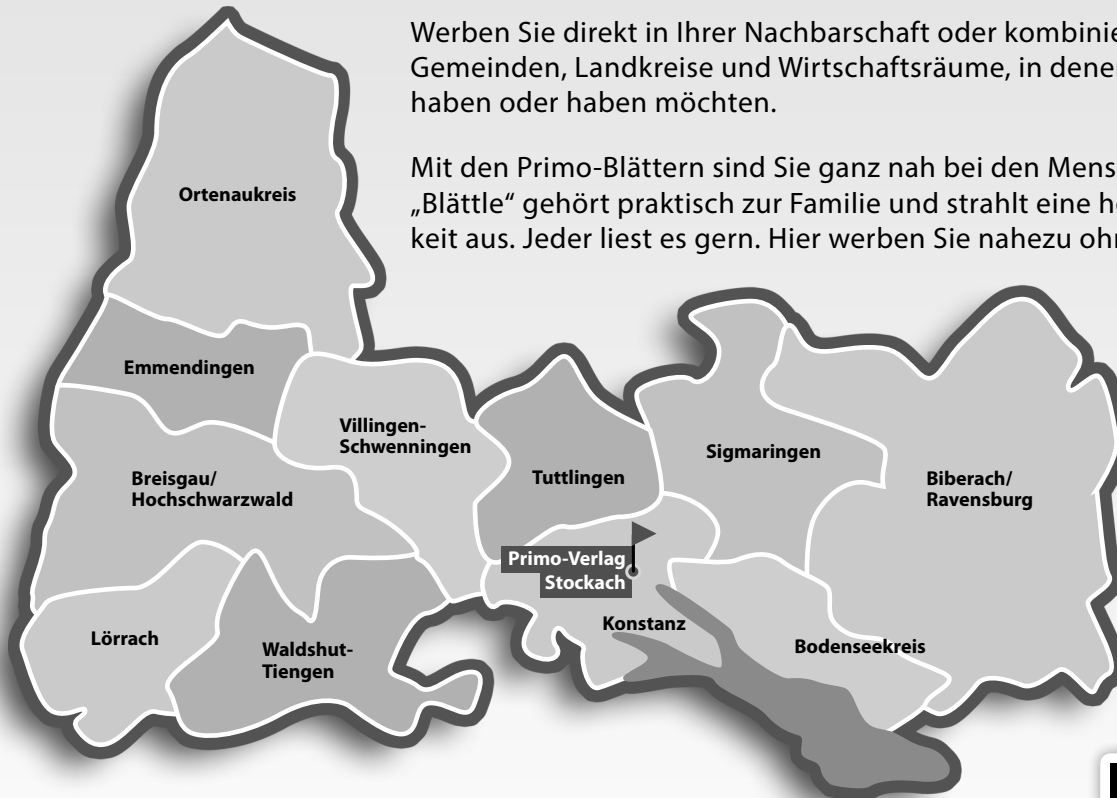 Werben Sie direkt in Ihrer Nachbarschaft oder kombinie
Gemeinden, Landkreise und Wirtschaftsräume, in dene
haben oder haben möchten.
Mit den Primo-Blättern sind Sie ganz nah bei den Mens
„Blättle“ gehört praktisch zur Familie und strahlt eine h
keit aus. Jeder liest es gern. Hier werben Sie nahezu oh
Ortenaukreis
Emmendingen
Villingen-
Schwenningen
Breisgau/
Hochschwarzwald
Tuttlingen
Sigmaringen
Biberach/
Ravensburg
Primo-Verlag
Stockach
Konstanz
Lörrach
Waldshut-
Tiengen
Bodenseekreis